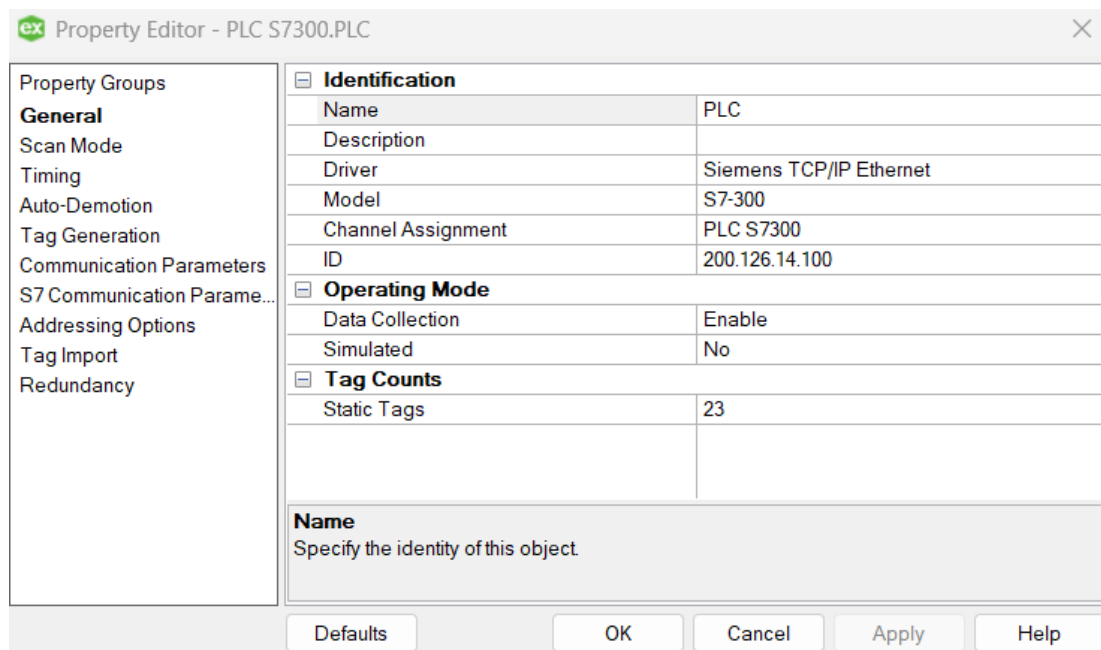 ex Property Editor - PLC S7300.PLC
Property Groups
General
Scan Mode
Timing
Auto-Demotion
Tag Generation
Communication Parameters
S7 Communication Parame...
Addressing Options
Tag Import
Redundancy
Identification
Name PLC
Description
Driver Siemens TCP/IP Ethernet
Model S7-300
Channel Assignment PLC S7300
ID 200.126.14.100
Operating Mode
Data Collection Enable
Simulated No
Tag Counts
Static Tags 23
Name
Specify the identity of this object.
Defaults OK Cancel Apply Help